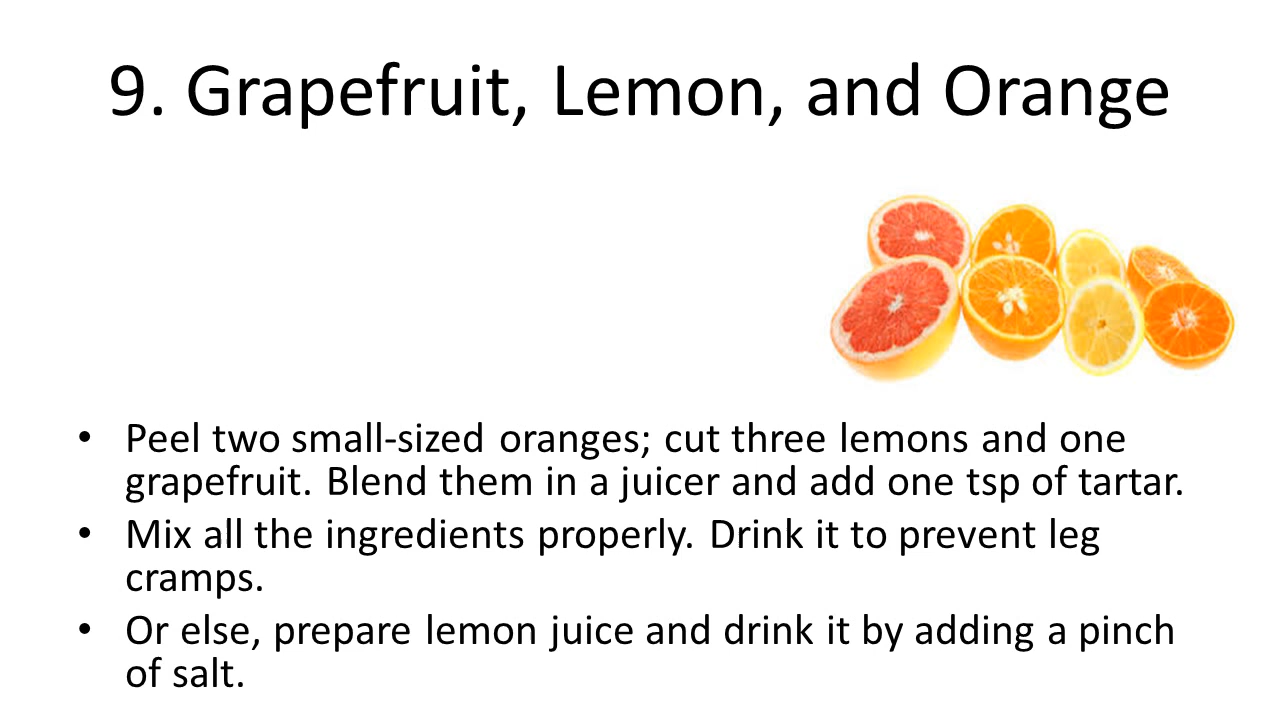 9. Grapefruit, Lemon, and Orange
• Peel two small-sized oranges; cut three lemons and one
grapefruit. Blend them in a juicer and add one tsp of tartar.
• Mix all the ingredients properly. Drink it to prevent leg
cramps.
• Or else, prepare lemon juice and drink it by adding a pinch
of salt.